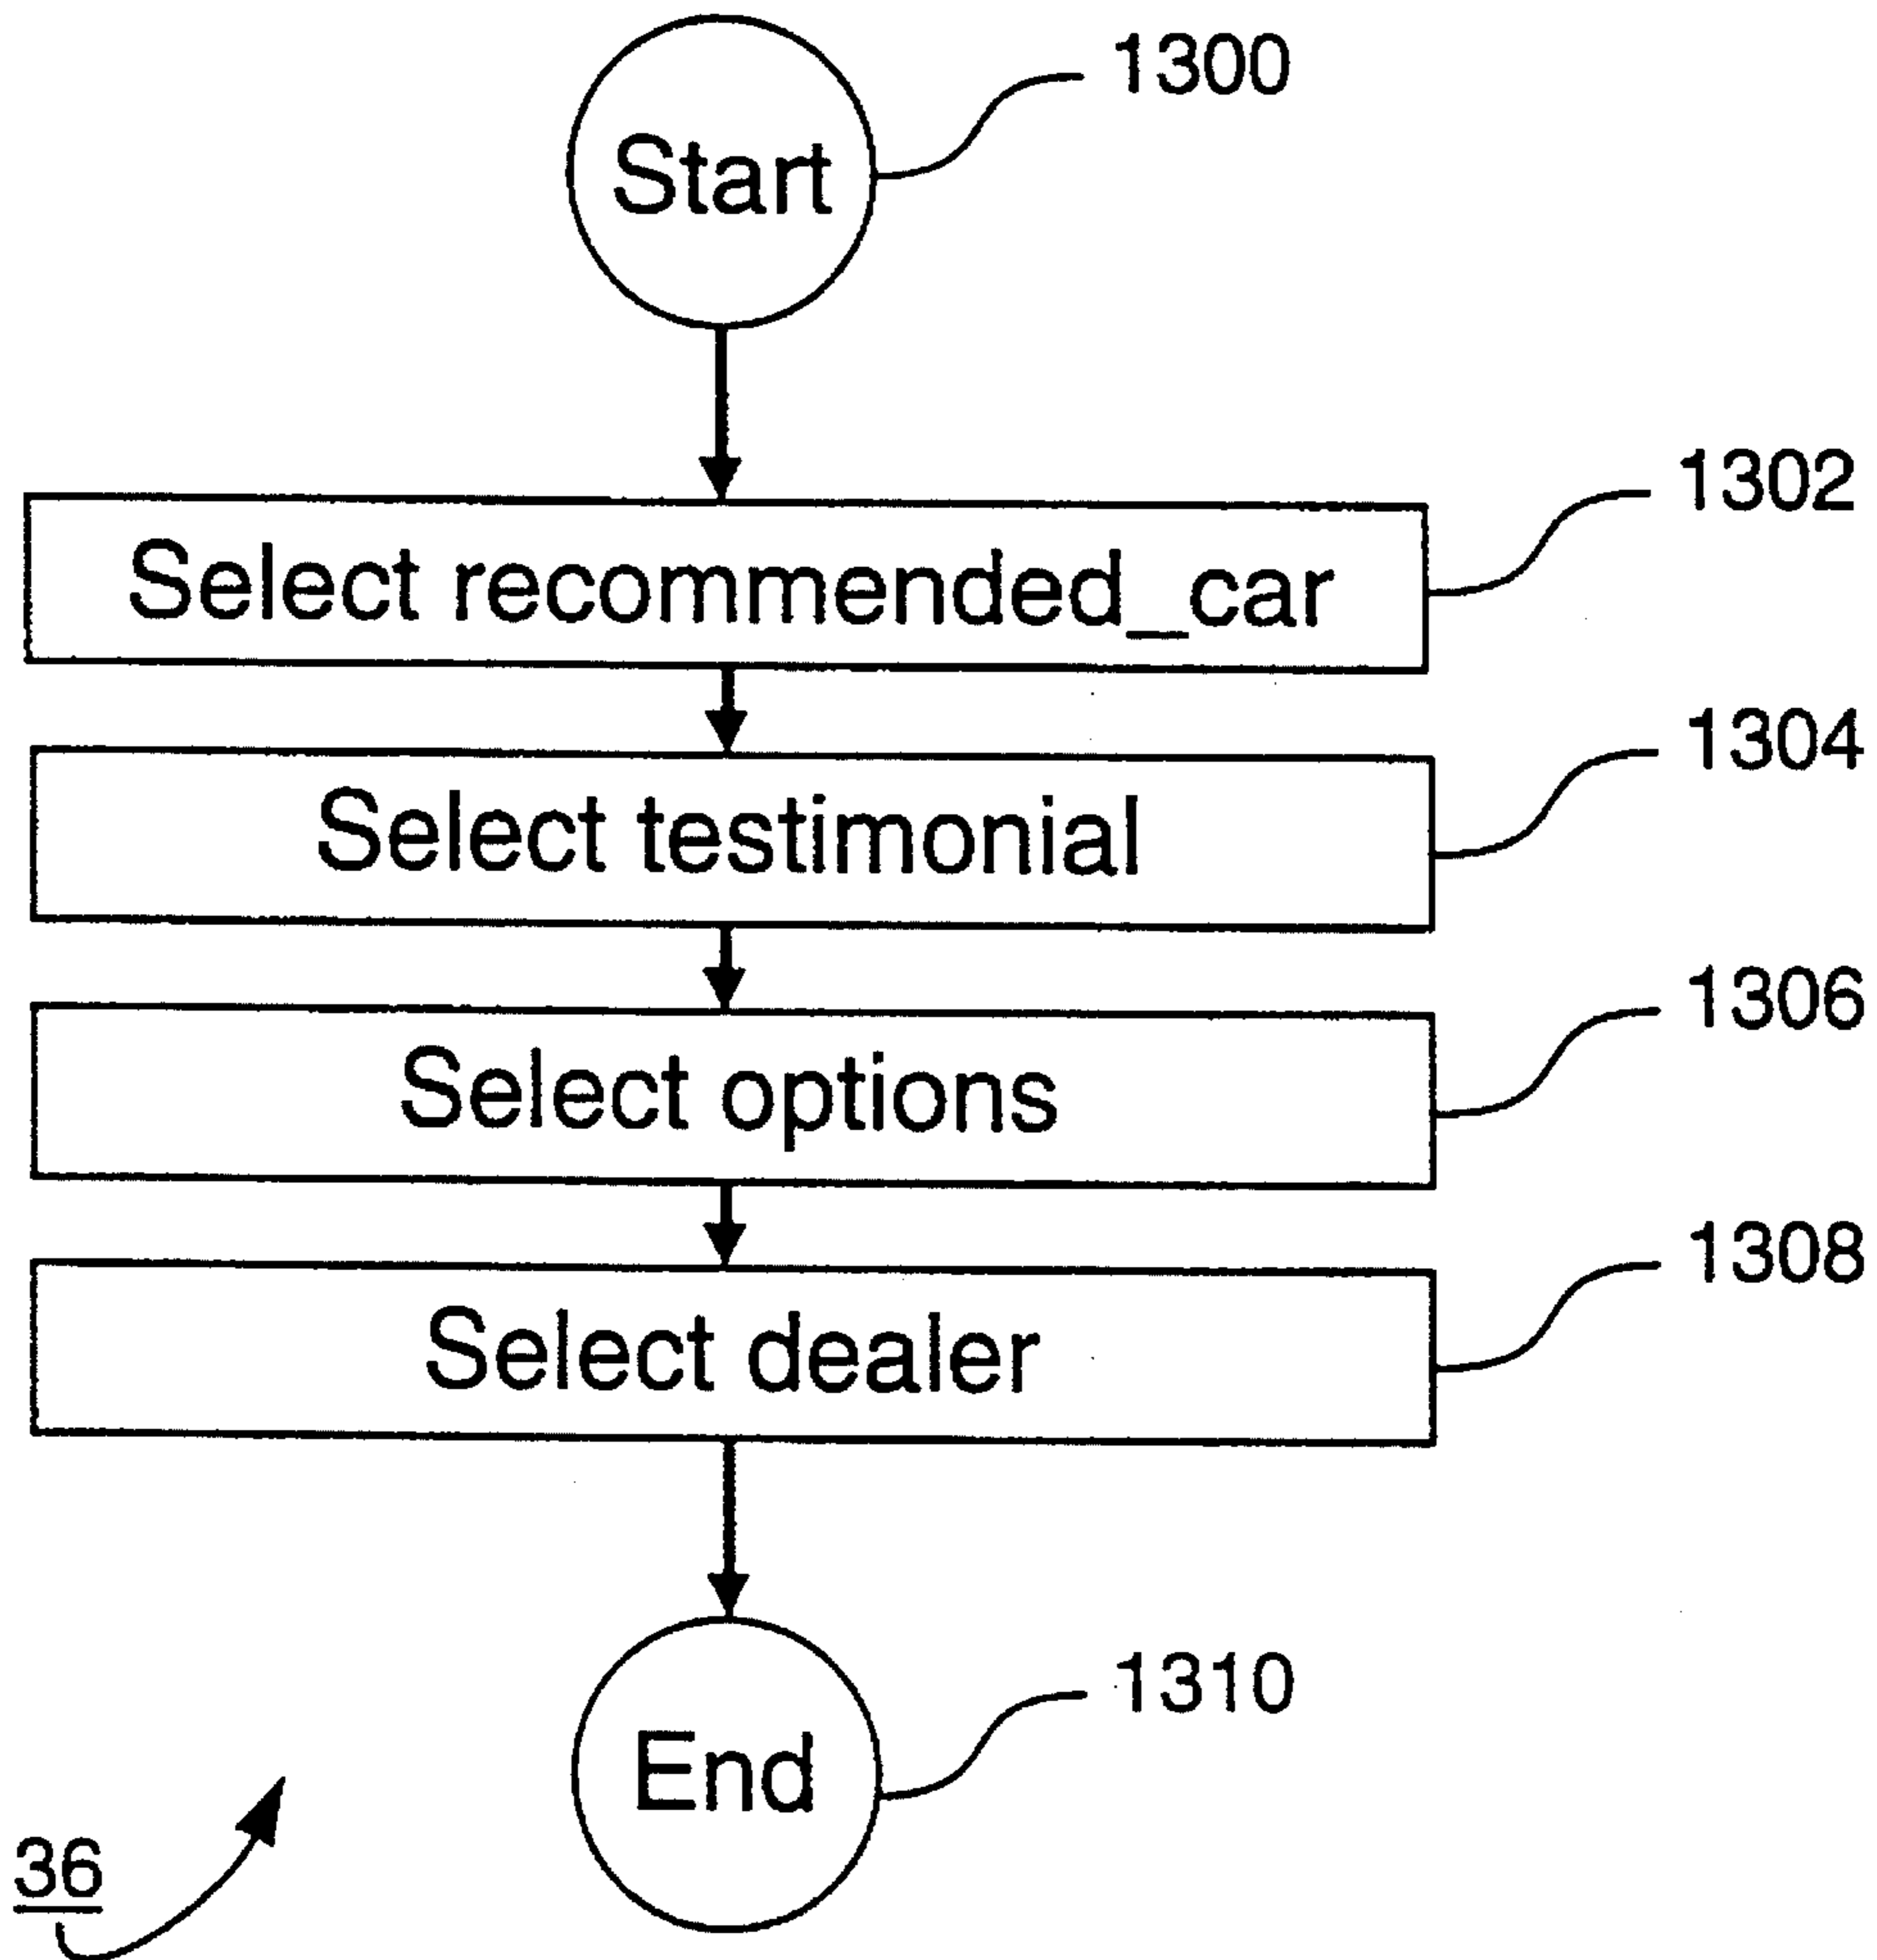 1300
Start
1302
Select recommended_car
1304
Select testimonial
1306
Select options
1308
Select dealer
1310
End
36